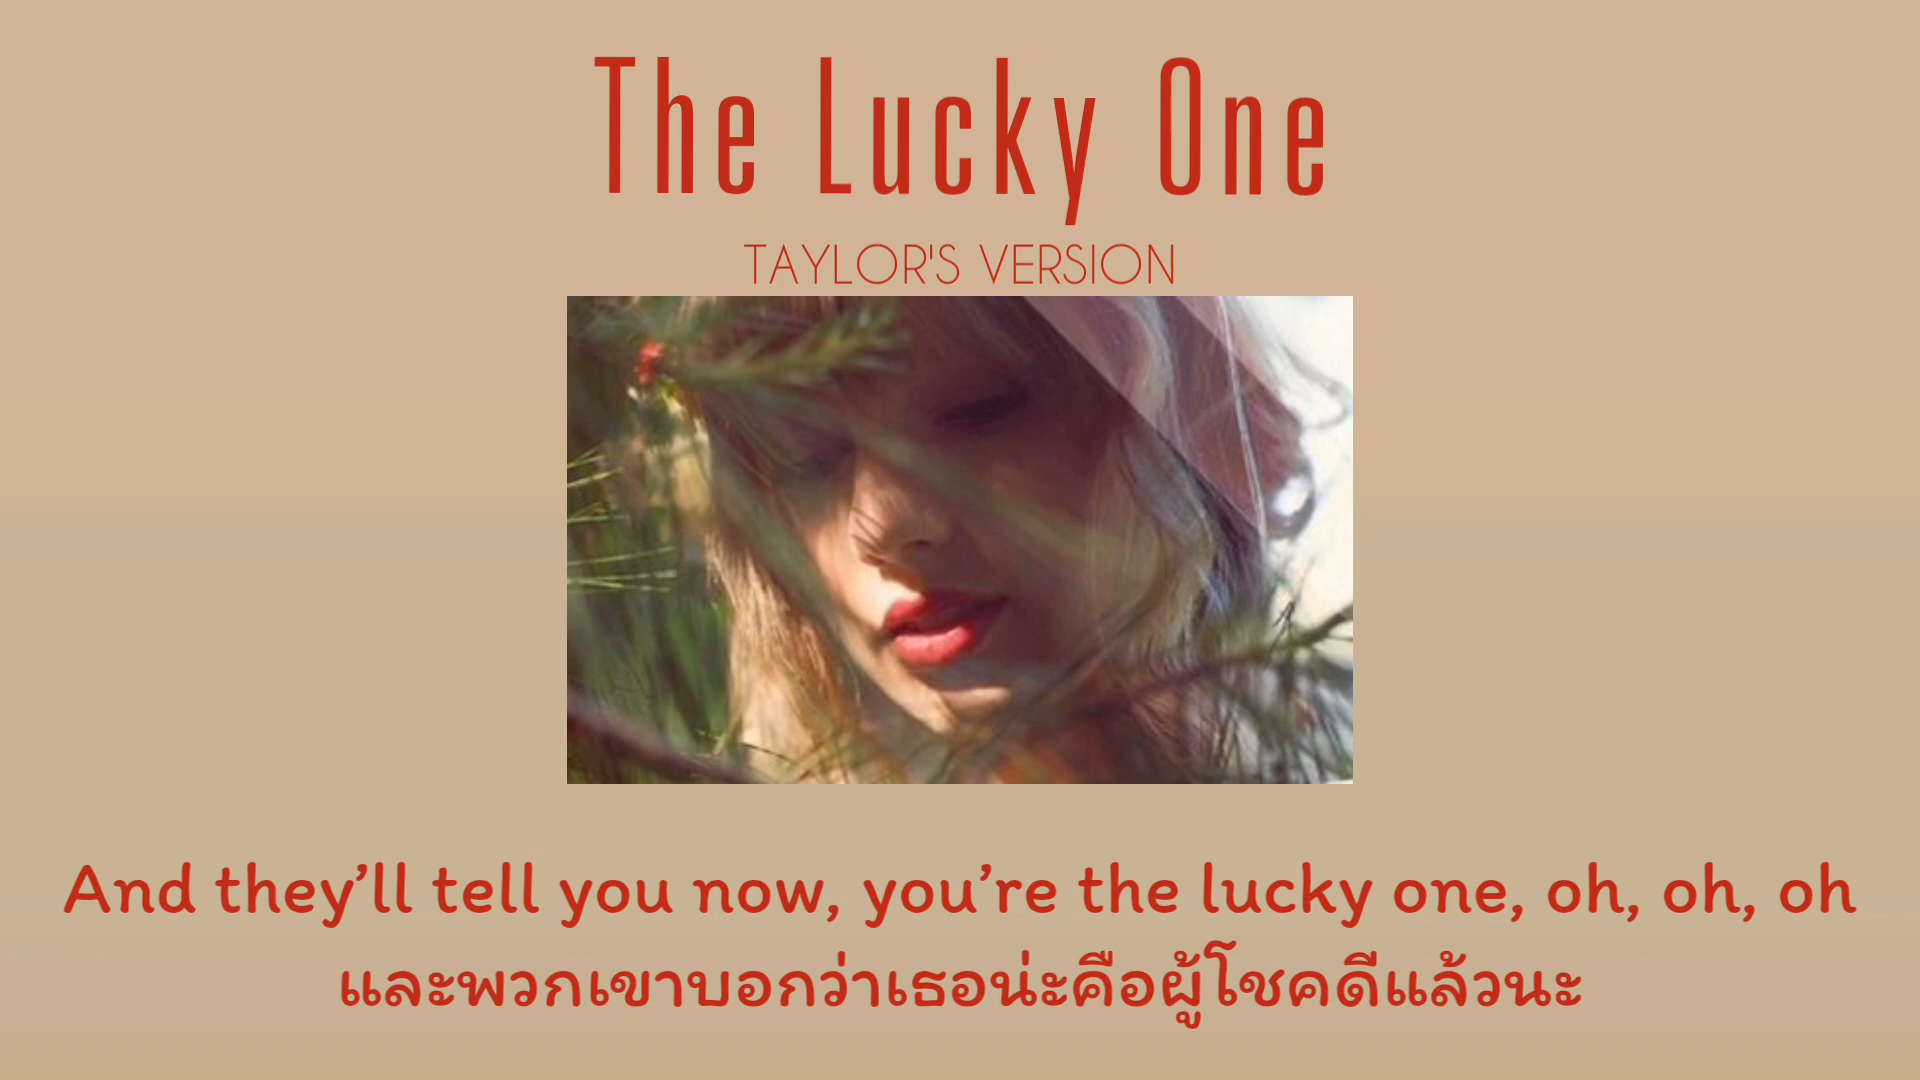 The Lucky One
TAYLOR'S VERSION
And they’ll tell you now, you’re the lucky one, oh, oh, oh
และพวกเขาบอกว่าเธอน่ะคือผู้โชคดีแล้วนะ